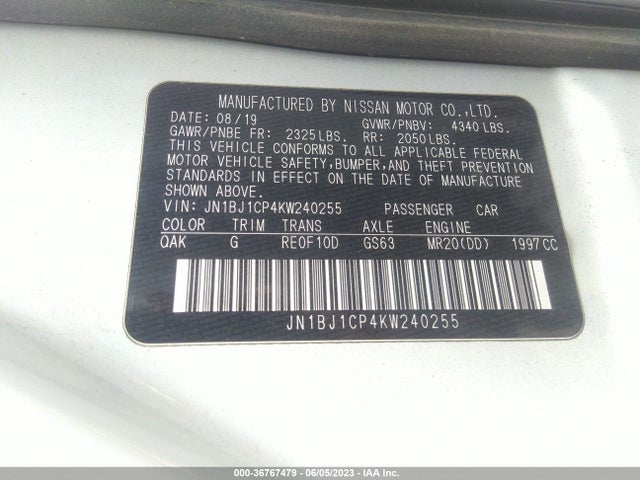 MANUFACTURED BY NISSAN MOTOR CO.,LTD.
DATE: 08/19 GVWR/PNBV: 4340 LBS.
GAWR/PNBE FR: 2325 LBS. RR: 2050 LBS.
THIS VEHICLE CONFORMS TO ALL APPLICABLE FEDERAL
MOTOR VEHICLE SAFETY, BUMPER, AND THEFT PREVENTION
STANDARDS IN EFFECT ON THE DATE OF MANUFACTURE
SHOWN ABOVE.
VIN: JN1BJ1CP4KW240255 PASSENGER CAR
COLOR TRIM TRANS AXLE ENGINE
QAK G RE0F10D GS63 MR20(DD) 1997 CC
JN1BJ1CP4KW240255
000-36767479 - 06/05/2023 - IAA Inc.